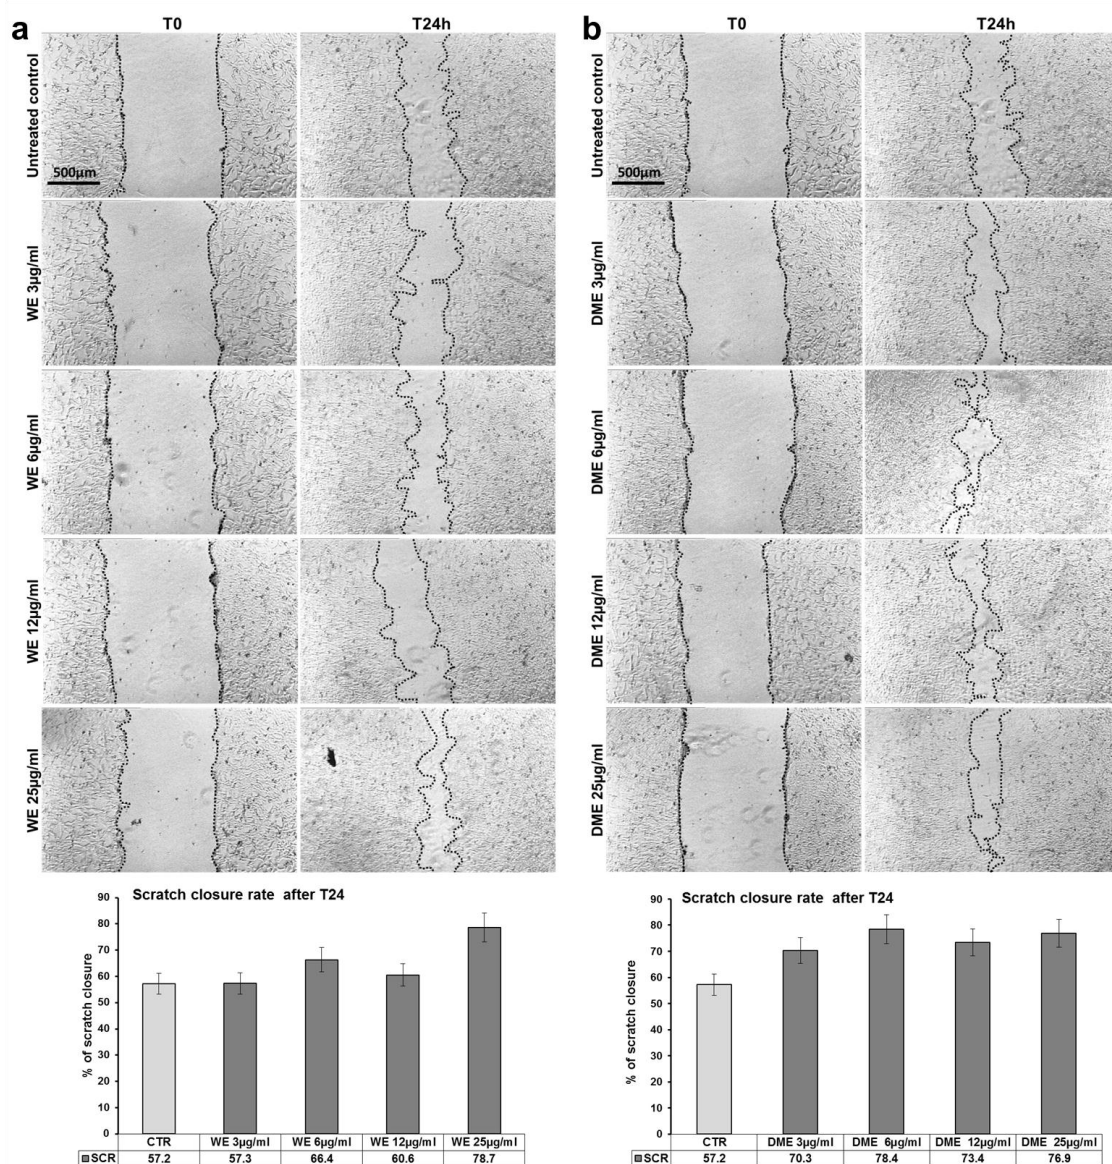 a
T0
T24h
Untreated control
500µm
WE 3µg/ml
WE 6µg/ml
WE 12µg/ml
WE 25µg/ml
Scratch closure rate after T24
% of scratch closure
90
80
70
60
50
40
30
20
10
0
CTR WE 3µg/ml WE 6µg/ml WE 12µg/ml WE 25µg/ml
SCR 57.2 57.3 66.4 60.6 78.7
b
T0
T24h
Untreated control
500µm
DME 3µg/ml
DME 6µg/ml
DME 12µg/ml
DME 25µg/ml
Scratch closure rate after T24
% of scratch closure
90
80
70
60
50
40
30
20
10
0
CTR DME 3µg/ml DME 6µg/ml DME 12µg/ml DME 25µg/ml
SCR 57.2 70.3 78.4 73.4 76.9